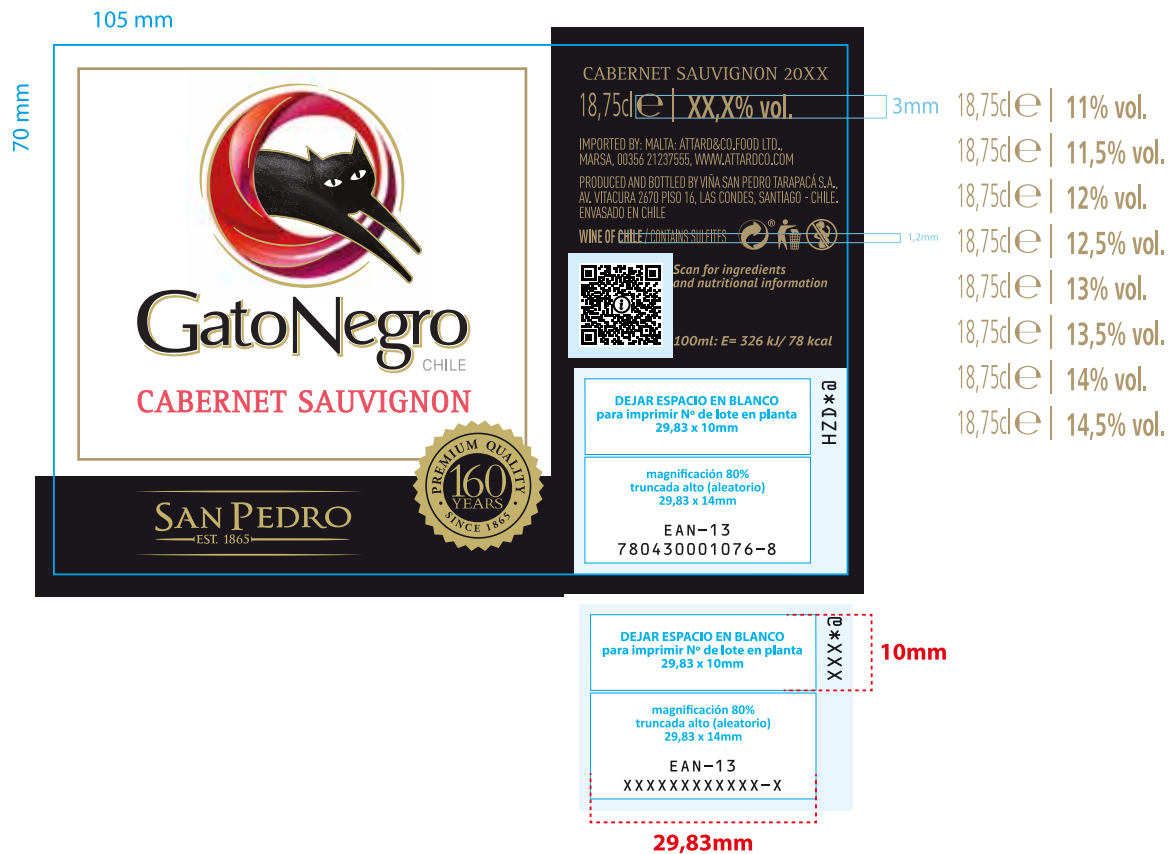 105 mm
70 mm
GatoNegro
CHILE
CABERNET SAUVIGNON
PREMIUM QUALITY
160
YEARS
SINCE 1865
SAN PEDRO
EST. 1865
CABERNET SAUVIGNON 20XX
18,75cl e | XX,X% vol.
3mm
IMPORTED BY: MALTA: ATTARD&CO.FOOD LTD.,
MARSA, 00356 21237555, WWW.ATTARDCO.COM
PRODUCED AND BOTTLED BY VIÑA SAN PEDRO TARAPACÁ S.A.,
AV. VITACURA 2670 PISO 16, LAS CONDES, SANTIAGO - CHILE.
ENVASADO EN CHILE
WINE OF CHILE / CONTAINS SULFITES
®
1,2mm
Scan for ingredients
and nutritional information
100ml: E= 326 kJ/ 78 kcal
DEJAR ESPACIO EN BLANCO
para imprimir Nº de lote en planta
29,83 x 10mm
HZD*@
magnificación 80%
truncada alto (aleatorio)
29,83 x 14mm
EAN-13
780430001076-8
18,75cl e | 11% vol.
18,75cl e | 11,5% vol.
18,75cl e | 12% vol.
18,75cl e | 12,5% vol.
18,75cl e | 13% vol.
18,75cl e | 13,5% vol.
18,75cl e | 14% vol.
18,75cl e | 14,5% vol.
DEJAR ESPACIO EN BLANCO
para imprimir Nº de lote en planta
29,83 x 10mm
XXX*@
10mm
magnificación 80%
truncada alto (aleatorio)
29,83 x 14mm
EAN-13
XXXXXXXXXXXX-X
29,83mm